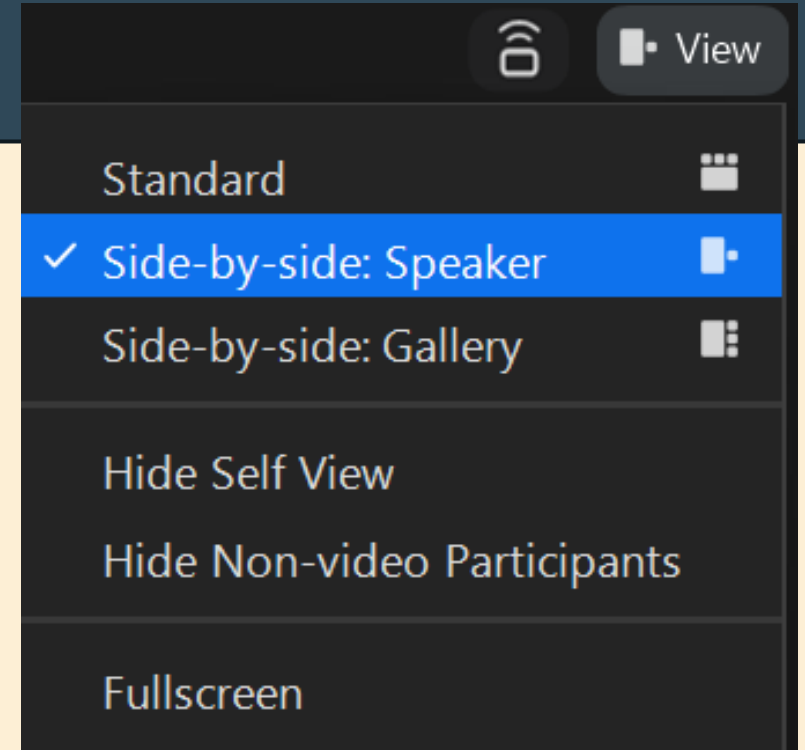 View
Standard
Side-by-side: Speaker
Side-by-side: Gallery
Hide Self View
Hide Non-video Participants
Fullscreen